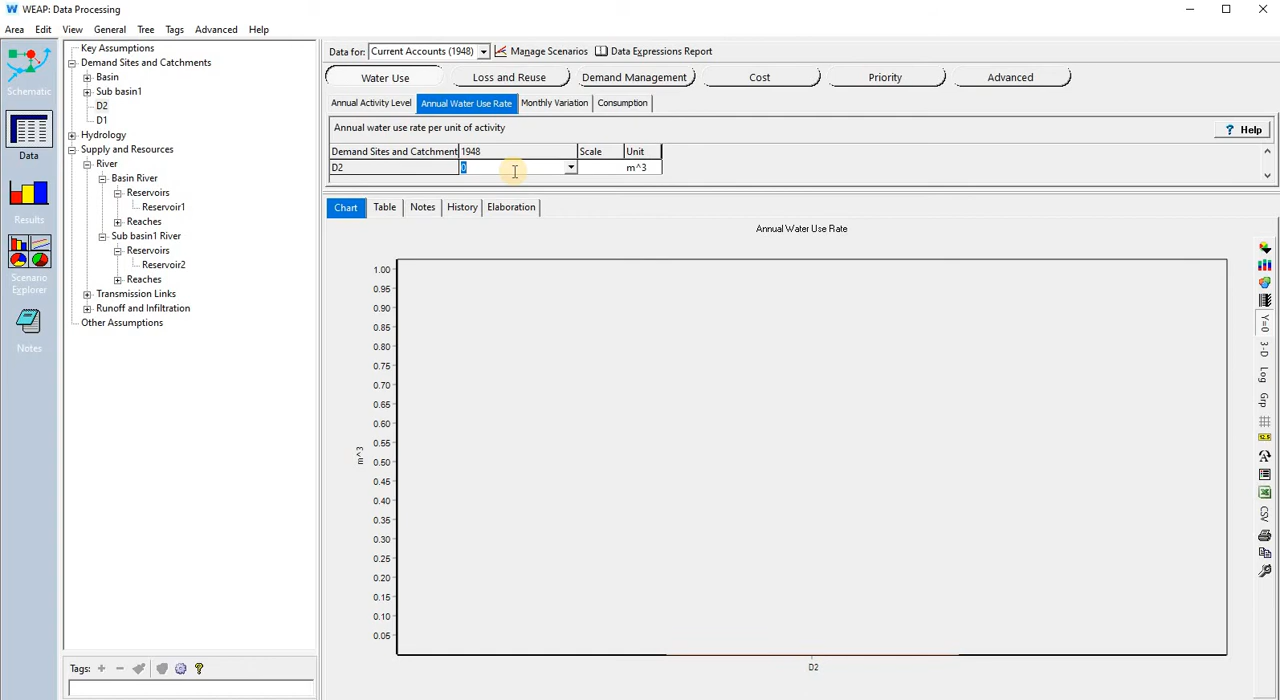 WEAP: Data Processing
Area Edit View General Tree Tags Advanced Help
Schematic
Data
Results
Scenario
Explorer
Notes
Key Assumptions
Demand Sites and Catchments
Basin
Sub basin1
D2
D1
Hydrology
Supply and Resources
River
Basin River
Reservoirs
Reservoir1
Reaches
Sub basin1 River
Reservoirs
Reservoir2
Reaches
Transmission Links
Runoff and Infiltration
Other Assumptions
Tags:
Data for: Current Accounts (1948) Manage Scenarios Data Expressions Report
Water Use Loss and Reuse Demand Management Cost Priority Advanced
Annual Activity Level Annual Water Use Rate Monthly Variation Consumption
Annual water use rate per unit of activity
? Help
Demand Sites and Catchment 1948 Scale Unit
D2 0 m^3
Chart Table Notes History Elaboration
Annual Water Use Rate
1.00
0.95
0.90
0.85
0.80
0.75
0.70
0.65
0.60
0.55
0.50
0.45
0.40
0.35
0.30
0.25
0.20
0.15
0.10
0.05
m^3
D2
Y=0
3-D
Log
Grp
12.5
CSV